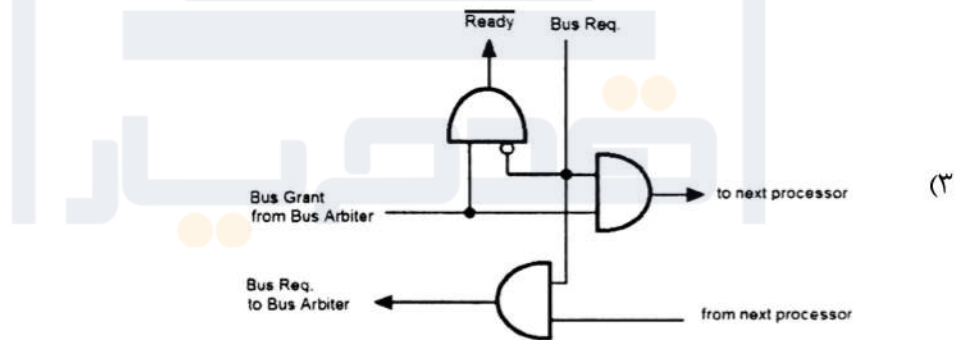 Ready
Bus Req.
Bus Grant
from Bus Arbiter
to next processor
(۳
Bus Req.
to Bus Arbiter
from next processor